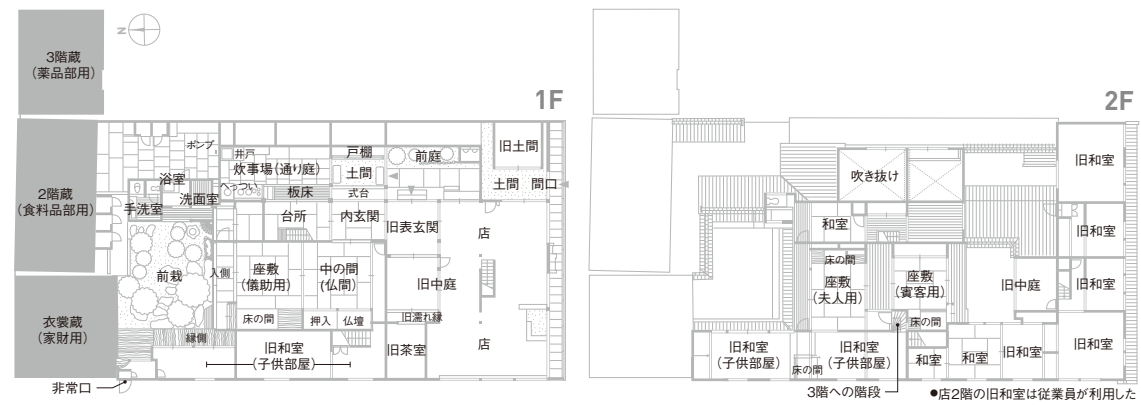 3階蔵
(薬品部用)
N
1F
2階蔵
(食料品部用)
衣裳蔵
(家財用)
非常口
ポンプ
浴室
洗面室
手洗室
前栽
縁側
入側
井戸
炊事場(通り庭)
へっつい
板床
台所
座敷
(儀助用)
床の間
中の間
(仏間)
押入
仏壇
旧和室
(子供部屋)
戸棚
土間
式台
内玄関
前庭
旧表玄関
旧中庭
旧濡れ縁
旧茶室
旧土間
土間
間口
店
店
2F
吹き抜け
和室
床の間
座敷
(夫人用)
座敷
(賓客用)
床の間
旧中庭
旧和室
旧和室
旧和室
旧和室
旧和室
和室
和室
旧和室
(子供部屋)
床の間
旧和室
(子供部屋)
3階への階段
●店2階の旧和室は従業員が利用した